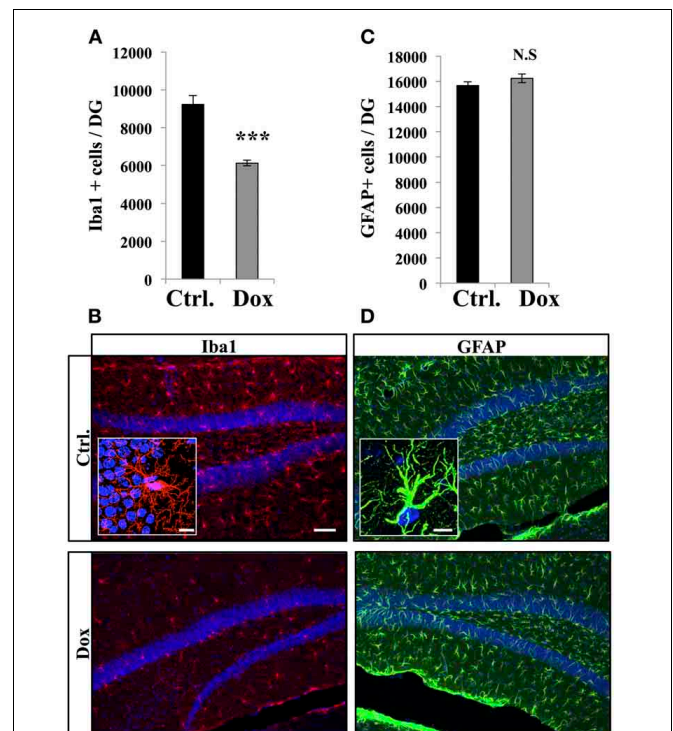 A
Iba1 + cells / DG
12000
10000
8000
6000
4000
2000
0
***
Ctrl. Dox
C
GFAP+ cells / DG
18000
16000
14000
12000
10000
8000
6000
4000
2000
0
N.S
Ctrl. Dox
B
Iba1
D
GFAP
Ctrl.
Dox